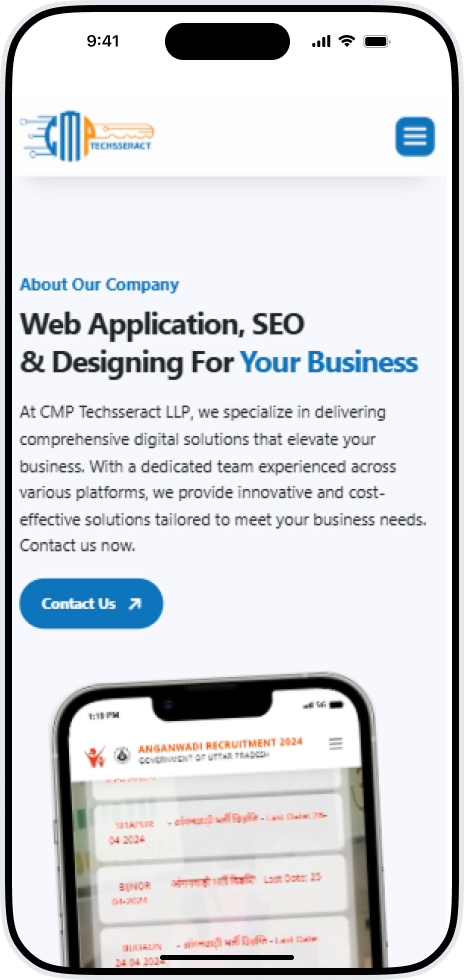 9:41
CMP
TECHSSERACT
About Our Company
Web Application, SEO
& Designing For Your Business
At CMP Techsseract LLP, we specialize in delivering
comprehensive digital solutions that elevate your
business. With a dedicated team experienced across
various platforms, we provide innovative and cost-
effective solutions tailored to meet your business needs.
Contact us now.
Contact Us
1:19 PM
5G
ANGANWADI RECRUITMENT 2024
GOVERNMENT OF UTTAR PRADESH
SITAPUR - आंगनवाड़ी भर्ती विज्ञप्ति - Last Date: 26-
04-2024
BIJNOR आंगनवाड़ी भर्ती विज्ञप्ति Last Date: 25
04-2024
BUDAUN - आंगनवाड़ी भर्ती विज्ञप्ति - Last Date
24 04 2024